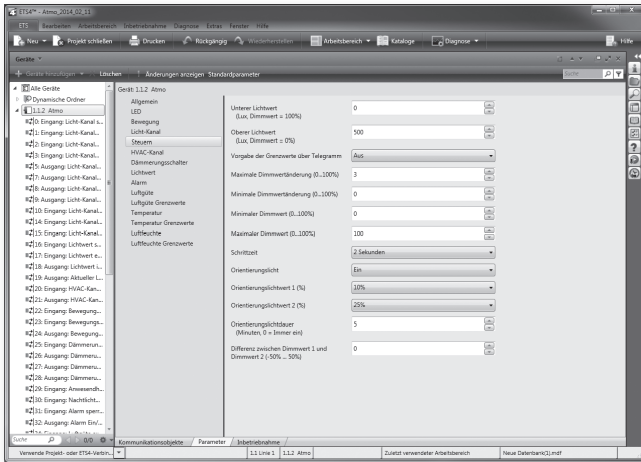 ETS4™ - Atmo_2014_02_11
ETS Bearbeiten Arbeitsbereich Inbetriebnahme Diagnose Extras Fenster Hilfe
Neu Projekt schließen Drucken Rückgängig Wiederherstellen Arbeitsbereich Kataloge Diagnose Hilfe
Geräte
Geräte hinzufügen Löschen Änderungen anzeigen Standardparameter Suche
Alle Geräte
Dynamische Ordner
1.1.2 Atmo
0: Eingang: Licht-Kanal s...
1: Eingang: Licht-Kanal...
2: Eingang: Licht-Kanal...
3: Eingang: Licht-Kanal...
5: Ausgang: Licht-Kanal...
7: Ausgang: Licht-Kanal...
8: Ausgang: Licht-Kanal...
9: Ausgang: Licht-Kanal...
10: Eingang: Licht-Kanal...
14: Eingang: Licht-Kanal...
15: Eingang: Licht-Kanal...
16: Eingang: Lichtwert s...
17: Eingang: Lichtwert e...
18: Ausgang: Lichtwert i...
19: Ausgang: Aktueller L...
20: Eingang: HVAC-Kan...
21: Ausgang: HVAC-Kan...
22: Eingang: Bewegung...
23: Eingang: Bewegungs...
24: Ausgang: Bewegung...
25: Eingang: Dämmerun...
26: Ausgang: Dämmeru...
27: Ausgang: Dämmeru...
28: Ausgang: Dämmeru...
29: Eingang: Anwesendh...
30: Eingang: Nachtlicht...
31: Eingang: Alarm sperr...
32: Ausgang: Alarm Ein/...
Suche 0/0
Gerät: 1.1.2 Atmo
Allgemein
LED
Bewegung
Licht-Kanal
Steuern
HVAC-Kanal
Dämmerungsschalter
Lichtwert
Alarm
Luftgüte
Luftgüte Grenzwerte
Temperatur
Temperatur Grenzwerte
Luftfeuchte
Luftfeuchte Grenzwerte
Unterer Lichtwert 0
(Lux, Dimmwert = 100%)
Oberer Lichtwert 500
(Lux, Dimmwert = 0%)
Vorgabe der Grenzwerte über Telegramm Aus
Maximale Dimmwertänderung (0...100%) 3
Minimale Dimmwertänderung (0...100%) 0
Minimaler Dimmwert (0...100%) 0
Maximaler Dimmwert (0...100%) 100
Schrittzeit 2 Sekunden
Orientierungslicht Ein
Orientierungslichtwert 1 (%) 10%
Orientierungslichtwert 2 (%) 25%
Orientierungslichtdauer 5
(Minuten, 0 = Immer ein)
Differenz zwischen Dimmwert 1 und 0
Dimmwert 2 (-50% ... 50%)
Kommunikationsobjekte Parameter Inbetriebnahme
Verwende Projekt- oder ETS4-Verbin... 1.1 Linie 1 1.1.2 Atmo Zuletzt verwendeter Arbeitsbereich Neue Datenbank(1).mdf